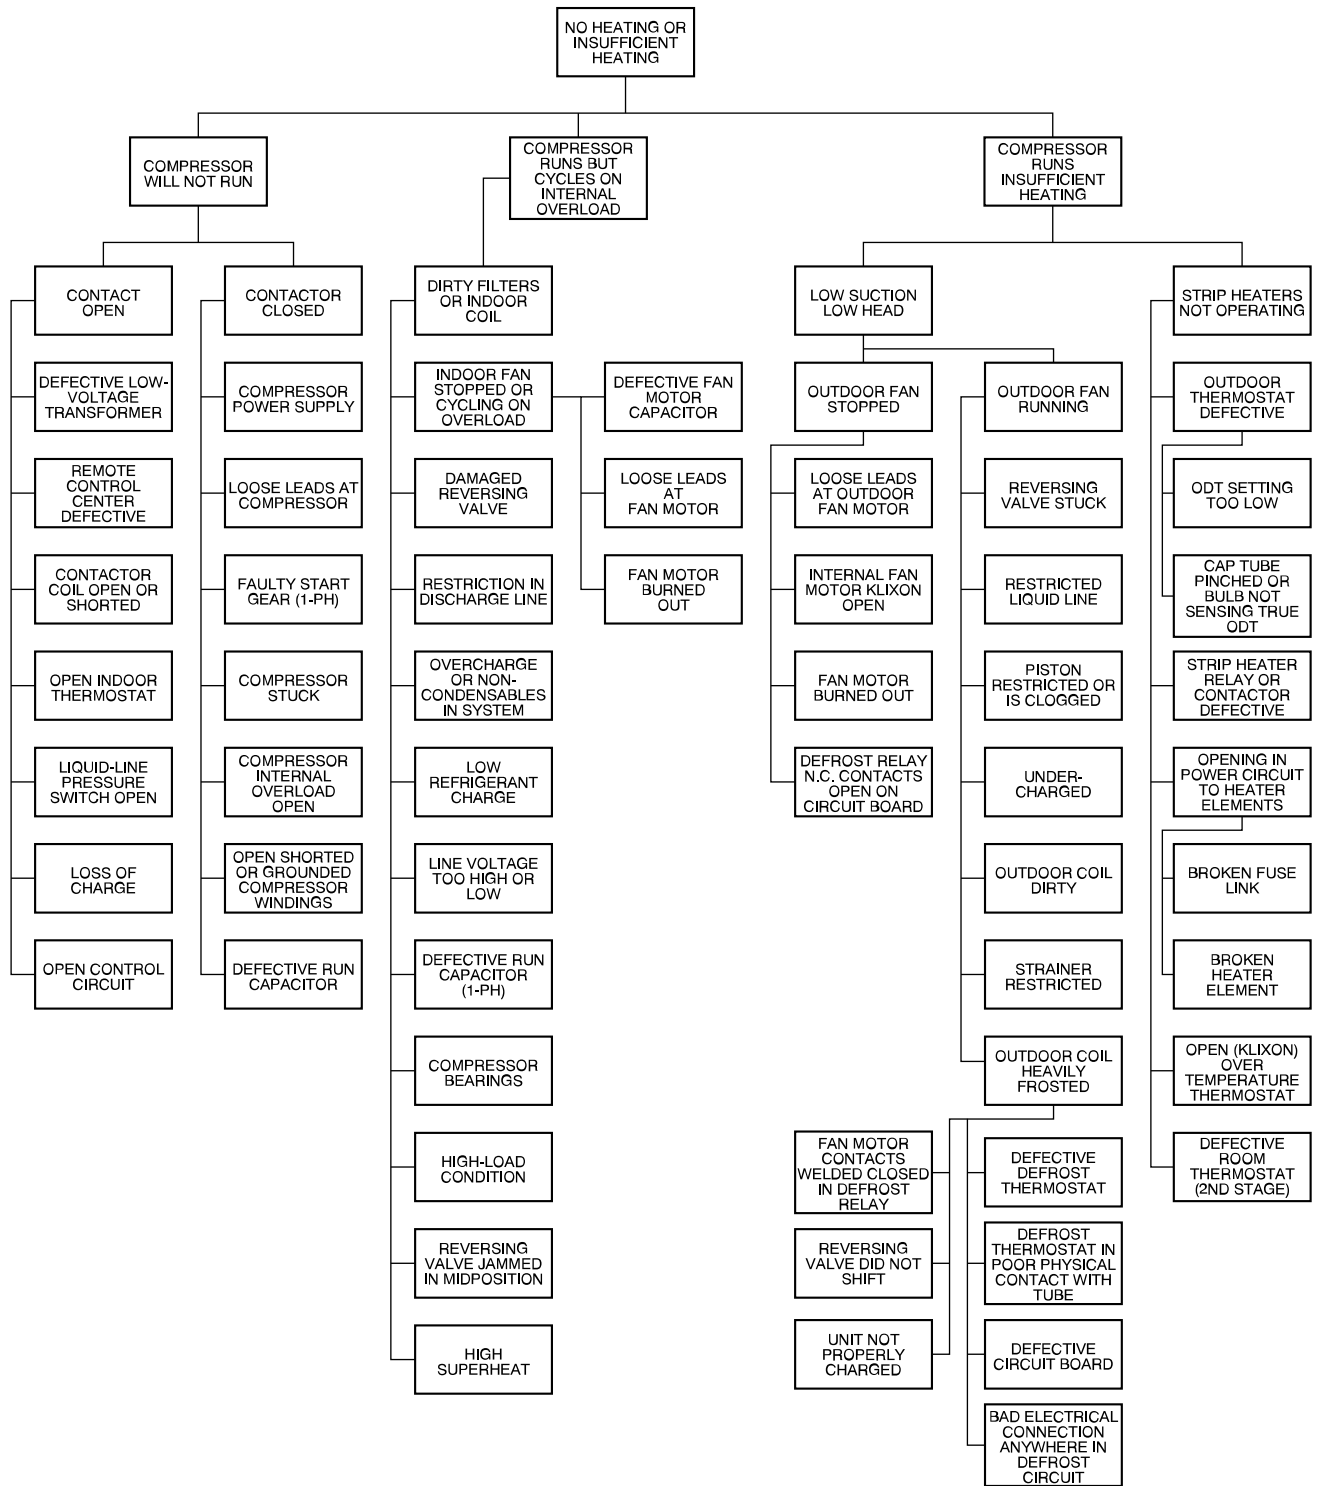 NO HEATING OR
INSUFFICIENT
HEATING
COMPRESSOR
WILL NOT RUN
COMPRESSOR
RUNS BUT
CYCLES ON
INTERNAL
OVERLOAD
COMPRESSOR
RUNS
INSUFFICIENT
HEATING
CONTACT
OPEN
DEFECTIVE LOW-
VOLTAGE
TRANSFORMER
REMOTE
CONTROL
CENTER
DEFECTIVE
CONTACTOR
COIL OPEN OR
SHORTED
OPEN INDOOR
THERMOSTAT
LIQUID-LINE
PRESSURE
SWITCH OPEN
LOSS OF
CHARGE
OPEN CONTROL
CIRCUIT
CONTACTOR
CLOSED
COMPRESSOR
POWER SUPPLY
LOOSE LEADS AT
COMPRESSOR
FAULTY START
GEAR (1-PH)
COMPRESSOR
STUCK
COMPRESSOR
INTERNAL
OVERLOAD
OPEN
OPEN SHORTED
OR GROUNDED
COMPRESSOR
WINDINGS
DEFECTIVE RUN
CAPACITOR
DIRTY FILTERS
OR INDOOR
COIL
INDOOR FAN
STOPPED OR
CYCLING ON
OVERLOAD
DEFECTIVE FAN
MOTOR
CAPACITOR
LOOSE LEADS
AT
FAN MOTOR
FAN MOTOR
BURNED
OUT
DAMAGED
REVERSING
VALVE
RESTRICTION IN
DISCHARGE LINE
OVERCHARGE
OR NON-
CONDENSABLES
IN SYSTEM
LOW
REFRIGERANT
CHARGE
LINE VOLTAGE
TOO HIGH OR
LOW
DEFECTIVE RUN
CAPACITOR
(1-PH)
COMPRESSOR
BEARINGS
HIGH-LOAD
CONDITION
REVERSING
VALVE JAMMED
IN MIDPOSITION
HIGH
SUPERHEAT
LOW SUCTION
LOW HEAD
OUTDOOR FAN
STOPPED
LOOSE LEADS
AT OUTDOOR
FAN MOTOR
INTERNAL FAN
MOTOR KLIXON
OPEN
FAN MOTOR
BURNED OUT
DEFROST RELAY
N.C. CONTACTS
OPEN ON
CIRCUIT BOARD
OUTDOOR FAN
RUNNING
REVERSING
VALVE STUCK
RESTRICTED
LIQUID LINE
PISTON
RESTRICTED OR
IS CLOGGED
UNDER-
CHARGED
OUTDOOR COIL
DIRTY
STRAINER
RESTRICTED
OUTDOOR COIL
HEAVILY
FROSTED
FAN MOTOR
CONTACTS
WELDED CLOSED
IN DEFROST
RELAY
REVERSING
VALVE DID NOT
SHIFT
UNIT NOT
PROPERLY
CHARGED
DEFECTIVE
DEFROST
THERMOSTAT
DEFROST
THERMOSTAT IN
POOR PHYSICAL
CONTACT WITH
TUBE
DEFECTIVE
CIRCUIT BOARD
BAD ELECTRICAL
CONNECTION
ANYWHERE IN
DEFROST
CIRCUIT
STRIP HEATERS
NOT OPERATING
OUTDOOR
THERMOSTAT
DEFECTIVE
ODT SETTING
TOO LOW
CAP TUBE
PINCHED OR
BULB NOT
SENSING TRUE
ODT
STRIP HEATER
RELAY OR
CONTACTOR
DEFECTIVE
OPENING IN
POWER CIRCUIT
TO HEATER
ELEMENTS
BROKEN FUSE
LINK
BROKEN
HEATER
ELEMENT
OPEN (KLIXON)
OVER
TEMPERATURE
THERMOSTAT
DEFECTIVE
ROOM
THERMOSTAT
(2ND STAGE)